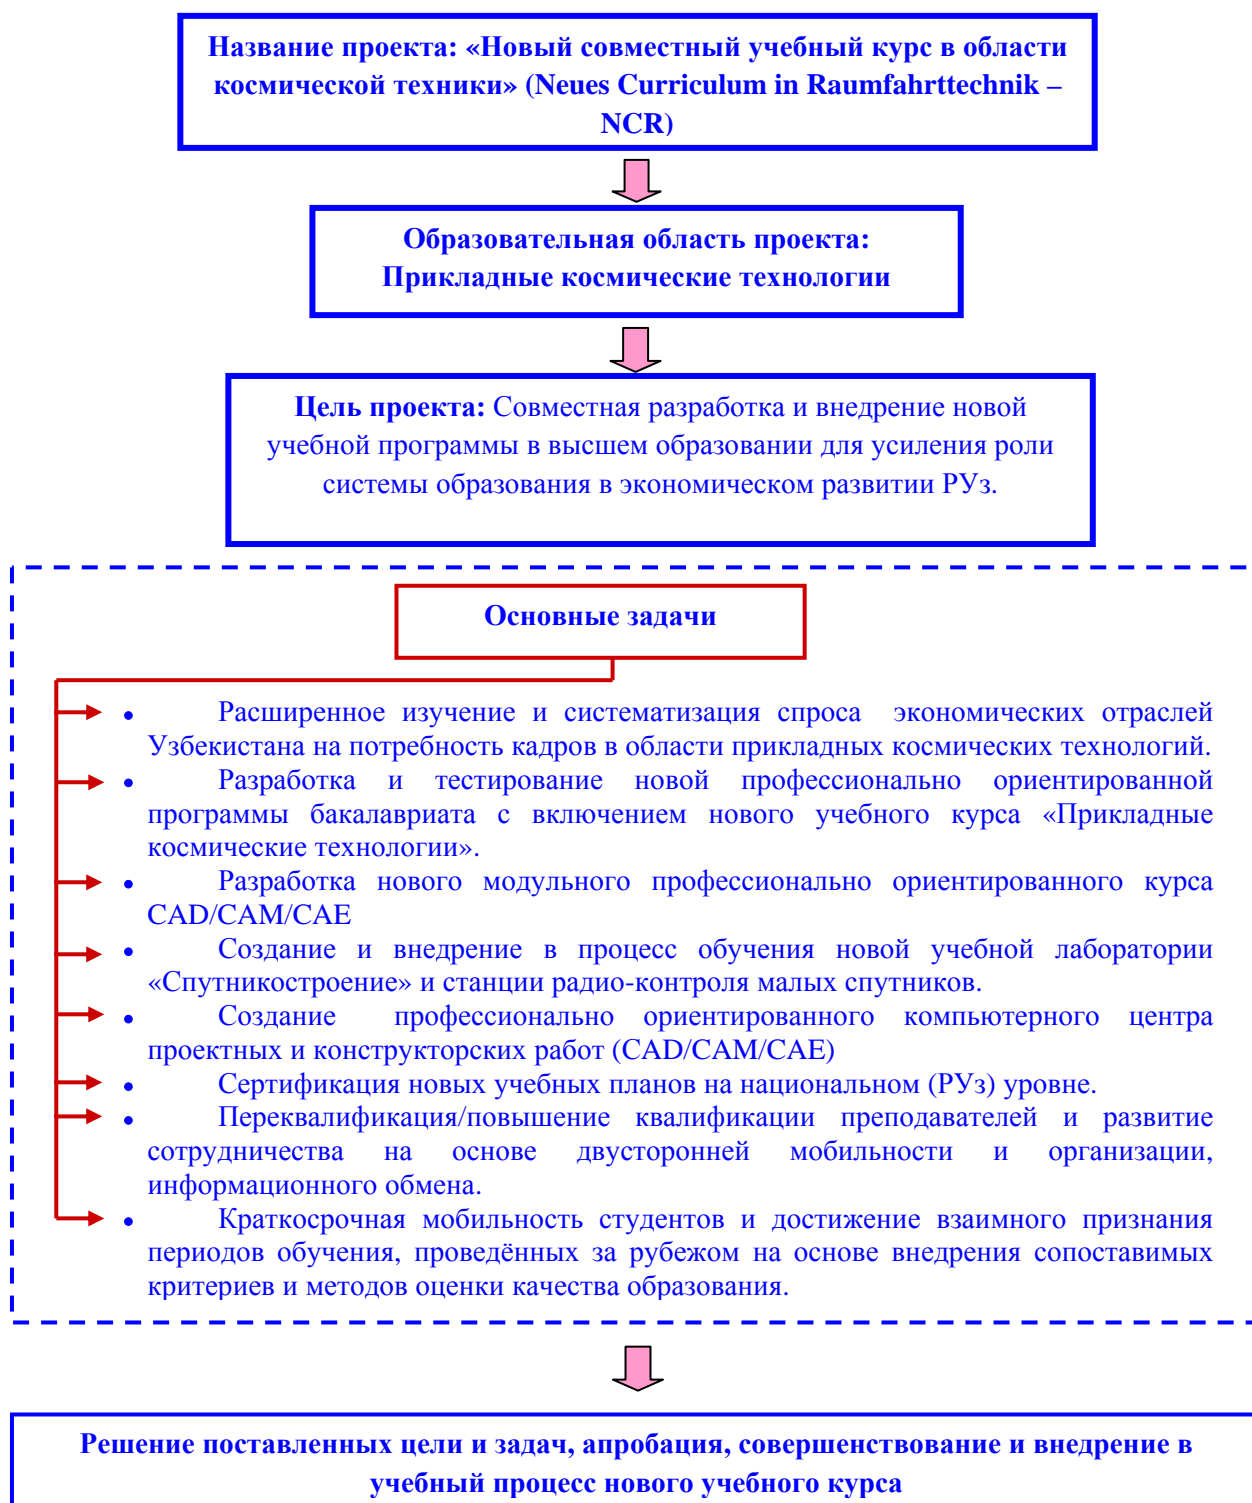 Название проекта: «Новый совместный учебный курс в области
космической техники» (Neues Curriculum in Raumfahrttechnik –
NCR)
Образовательная область проекта:
Прикладные космические технологии
Цель проекта: Совместная разработка и внедрение новой
учебной программы в высшем образовании для усиления роли
системы образования в экономическом развитии РУз.
Основные задачи
• Расширенное изучение и систематизация спроса экономических отраслей
Узбекистана на потребность кадров в области прикладных космических технологий.
• Разработка и тестирование новой профессионально ориентированной
программы бакалавриата с включением нового учебного курса «Прикладные
космические технологии».
• Разработка нового модульного профессионально ориентированного курса
CAD/CAM/CAE
• Создание и внедрение в процесс обучения новой учебной лаборатории
«Спутникостроение» и станции радио-контроля малых спутников.
• Создание профессионально ориентированного компьютерного центра
проектных и конструкторских работ (CAD/CAM/CAE)
• Сертификация новых учебных планов на национальном (РУз) уровне.
• Переквалификация/повышение квалификации преподавателей и развитие
сотрудничества на основе двусторонней мобильности и организации,
информационного обмена.
• Краткосрочная мобильность студентов и достижение взаимного признания
периодов обучения, проведённых за рубежом на основе внедрения сопоставимых
критериев и методов оценки качества образования.
Решение поставленных цели и задач, апробация, совершенствование и внедрение в
учебный процесс нового учебного курса